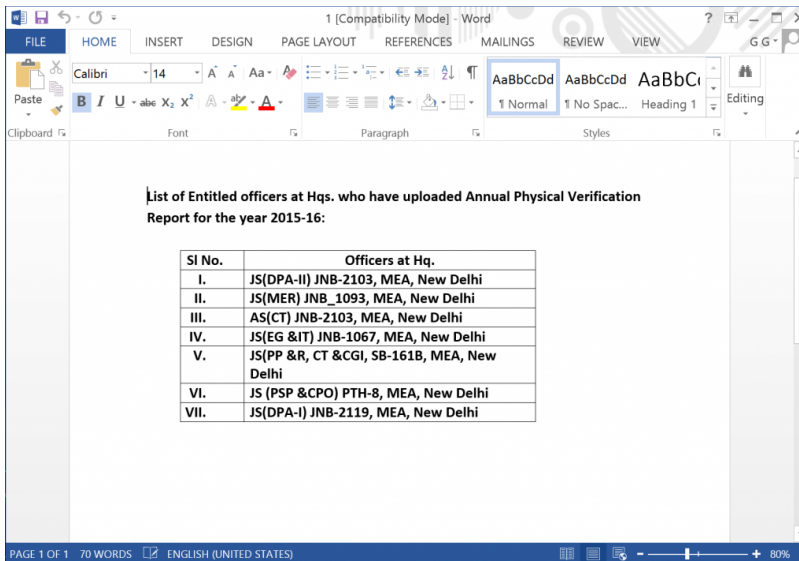 1 [Compatibility Mode] - Word
?
FILE HOME INSERT DESIGN PAGE LAYOUT REFERENCES MAILINGS REVIEW VIEW G G
Paste
Calibri 14 A A Aa
B I U abc X₂ X² A ab A
AaBbCcDd AaBbCcDd AaBbC
¶ Normal ¶ No Spac... Heading 1
Editing
Clipboard Font Paragraph Styles
List of Entitled officers at Hqs. who have uploaded Annual Physical Verification
Report for the year 2015-16:
Sl No. Officers at Hq.
I. JS(DPA-II) JNB-2103, MEA, New Delhi
II. JS(MER) JNB_1093, MEA, New Delhi
III. AS(CT) JNB-2103, MEA, New Delhi
IV. JS(EG &IT) JNB-1067, MEA, New Delhi
V. JS(PP &R, CT &CGI, SB-161B, MEA, New
Delhi
VI. JS (PSP &CPO) PTH-8, MEA, New Delhi
VII. JS(DPA-I) JNB-2119, MEA, New Delhi
PAGE 1 OF 1 70 WORDS ENGLISH (UNITED STATES) 80%